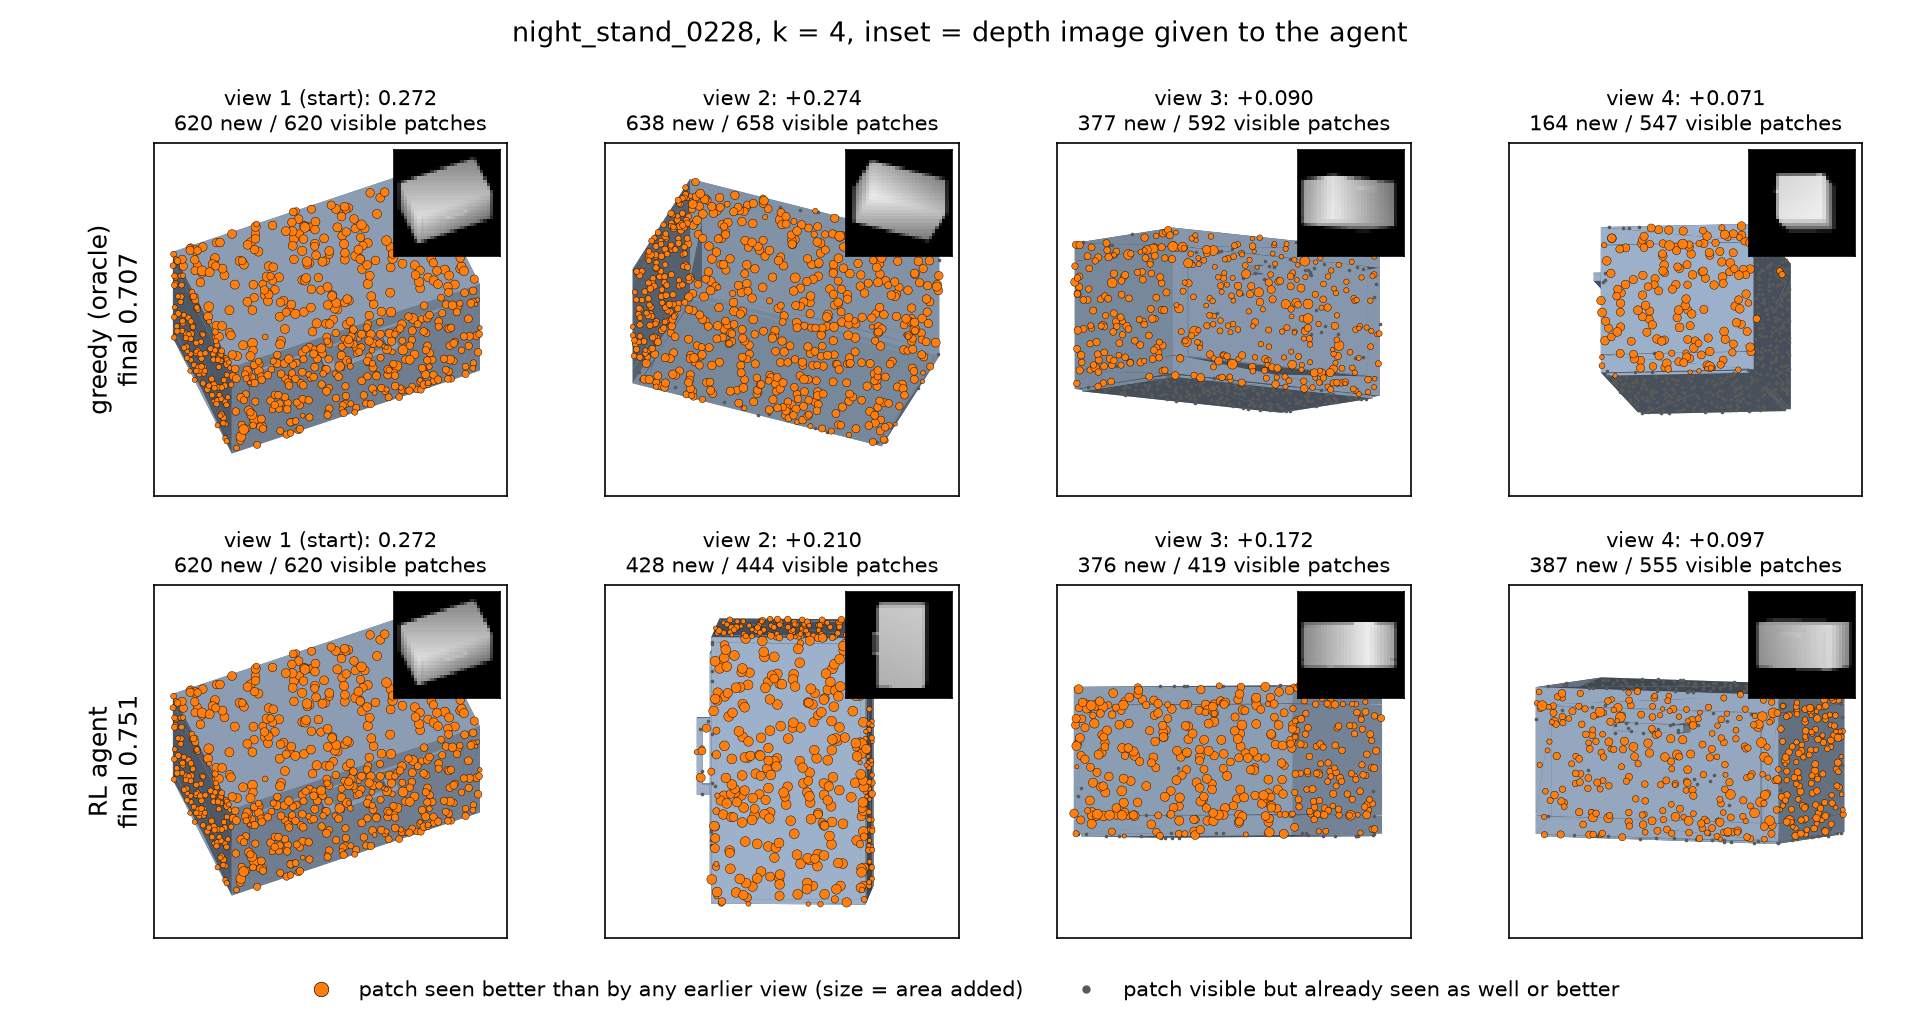 night_stand_0228, k = 4, inset = depth image given to the agent
view 1 (start): 0.272
620 new / 620 visible patches
view 2: +0.274
638 new / 658 visible patches
view 3: +0.090
377 new / 592 visible patches
view 4: +0.071
164 new / 547 visible patches
greedy (oracle)
final 0.707
view 1 (start): 0.272
620 new / 620 visible patches
view 2: +0.210
428 new / 444 visible patches
view 3: +0.172
376 new / 419 visible patches
view 4: +0.097
387 new / 555 visible patches
RL agent
final 0.751
patch seen better than by any earlier view (size = area added)
patch visible but already seen as well or better